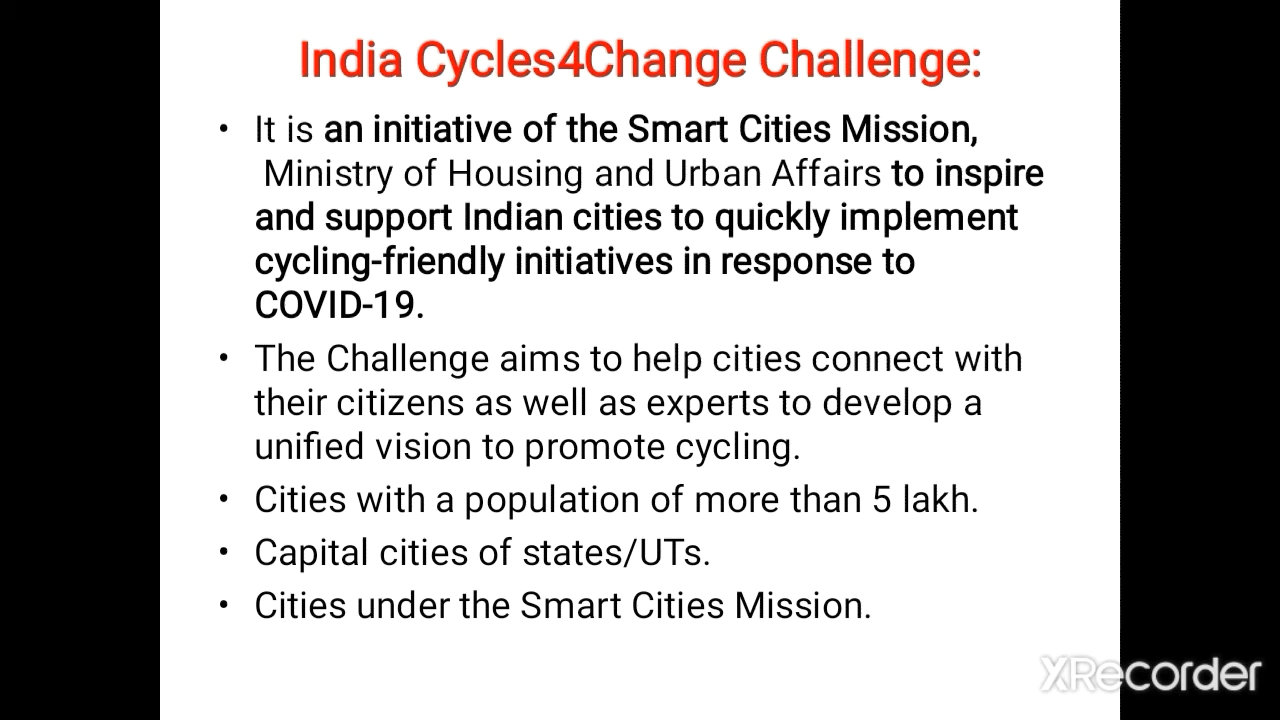 India Cycles4Change Challenge:
• It is an initiative of the Smart Cities Mission,
Ministry of Housing and Urban Affairs to inspire
and support Indian cities to quickly implement
cycling-friendly initiatives in response to
COVID-19.
• The Challenge aims to help cities connect with
their citizens as well as experts to develop a
unified vision to promote cycling.
• Cities with a population of more than 5 lakh.
• Capital cities of states/UTs.
• Cities under the Smart Cities Mission.
XRecorder